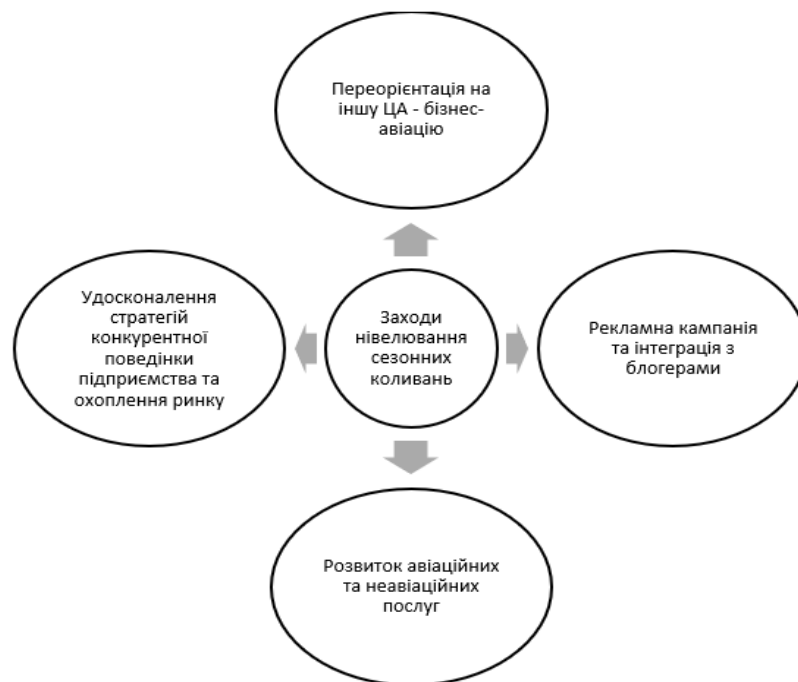 Переорієнтація на
іншу ЦА - бізнес-
авіацію
Удосконалення
стратегій
конкурентної
поведінки
підприємства та
охоплення ринку
Заходи
нівелювання
сезонних
коливань
Рекламна кампанія
та інтеграція з
блогерами
Розвиток авіаційних
та неавіаційних
послуг